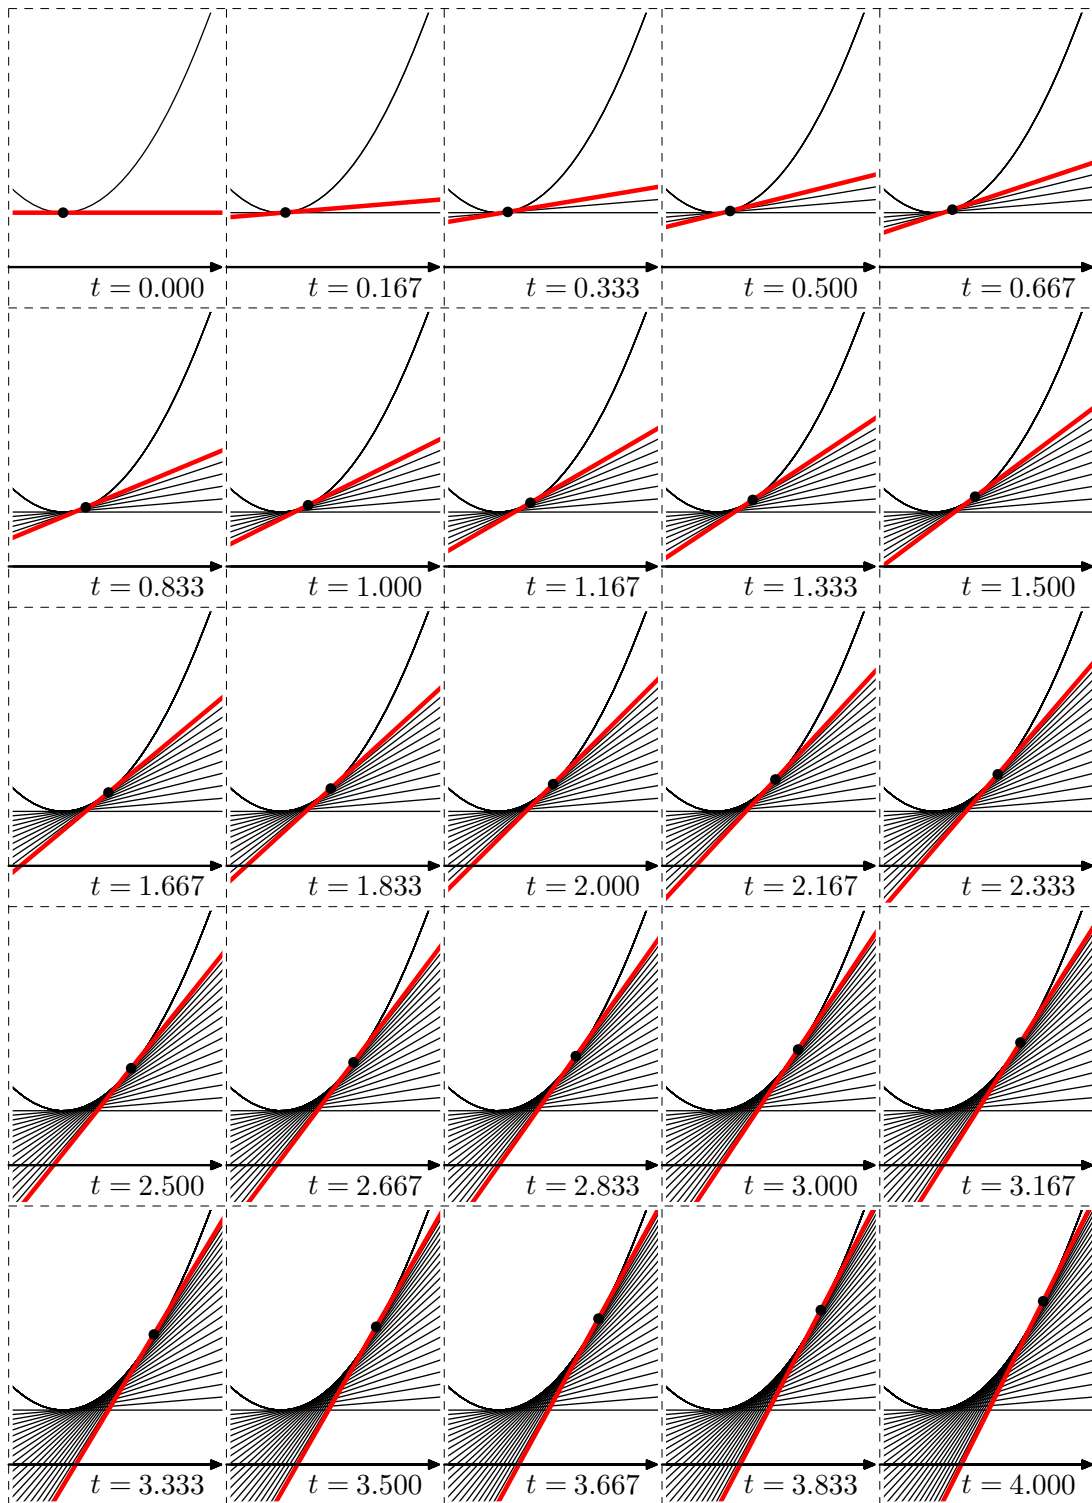 t = 0.000 t = 0.167 t = 0.333 t = 0.500 t = 0.667
t = 0.833 t = 1.000 t = 1.167 t = 1.333 t = 1.500
t = 1.667 t = 1.833 t = 2.000 t = 2.167 t = 2.333
t = 2.500 t = 2.667 t = 2.833 t = 3.000 t = 3.167
t = 3.333 t = 3.500 t = 3.667 t = 3.833 t = 4.000